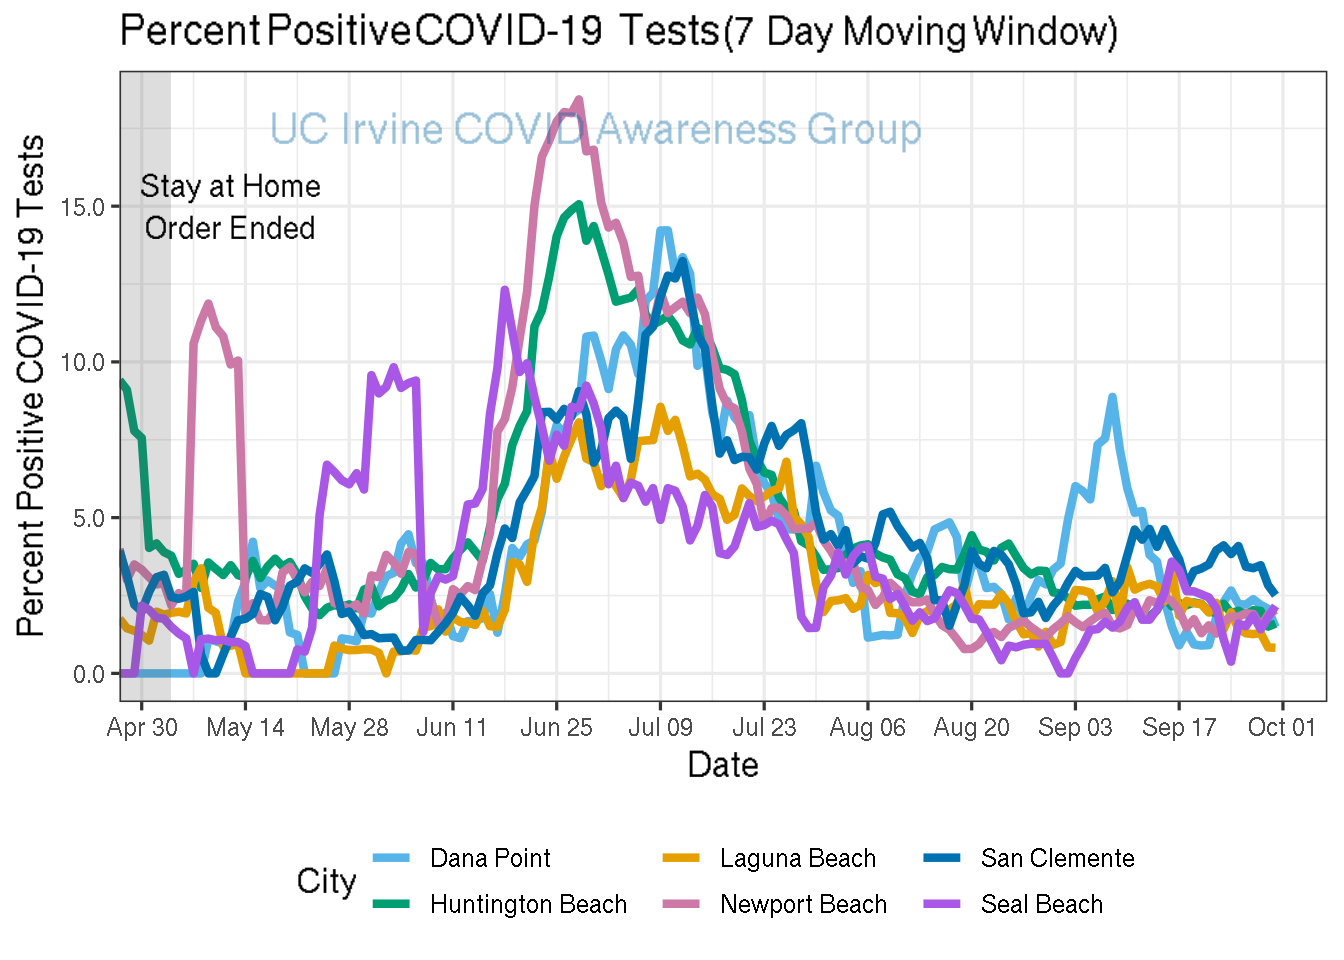 Percent Positive COVID-19 Tests (7 Day Moving Window)
UC Irvine COVID Awareness Group
Stay at Home
Order Ended
Percent Positive COVID-19 Tests
15.0
10.0
5.0
0.0
Apr 30 May 14 May 28 Jun 11 Jun 25 Jul 09 Jul 23 Aug 06 Aug 20 Sep 03 Sep 17 Oct 01
Date
City
Dana Point Laguna Beach San Clemente
Huntington Beach Newport Beach Seal Beach